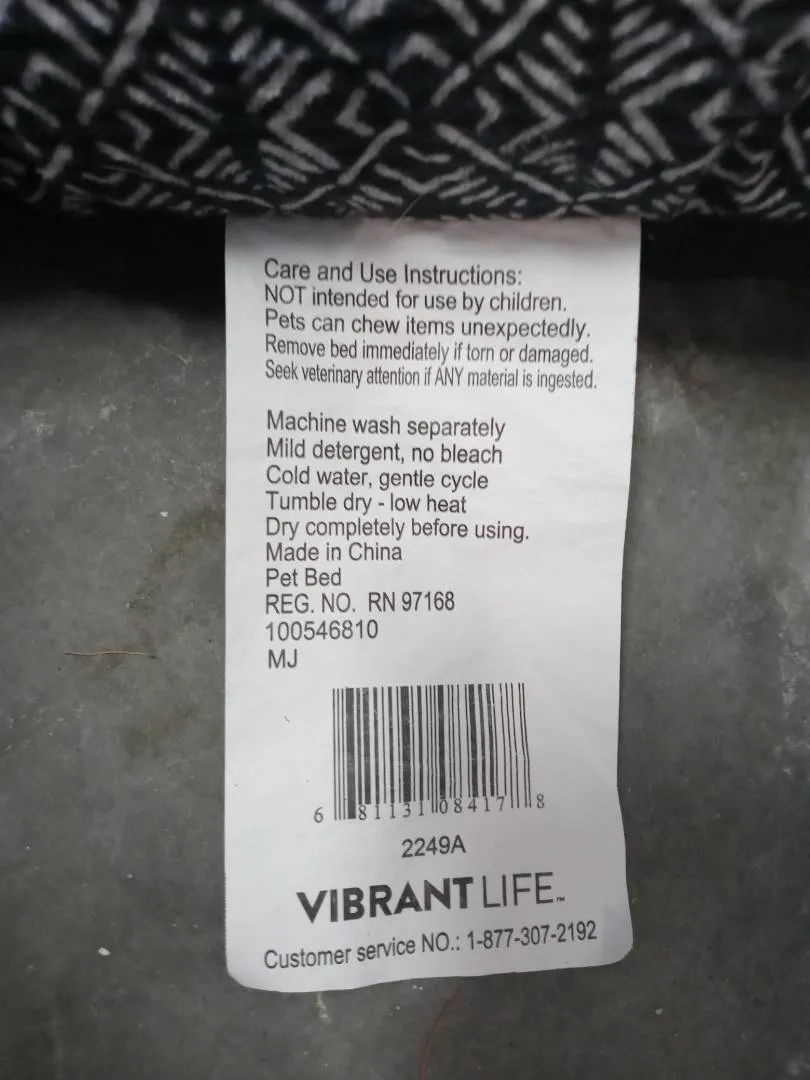 Care and Use Instructions:
NOT intended for use by children.
Pets can chew items unexpectedly.
Remove bed immediately if torn or damaged.
Seek veterinary attention if ANY material is ingested.
Machine wash separately
Mild detergent, no bleach
Cold water, gentle cycle
Tumble dry - low heat
Dry completely before using.
Made in China
Pet Bed
REG. NO. RN 97168
100546810
MJ
6 81131 08417 8
2249A
VIBRANT LIFE™
Customer service NO.: 1-877-307-2192